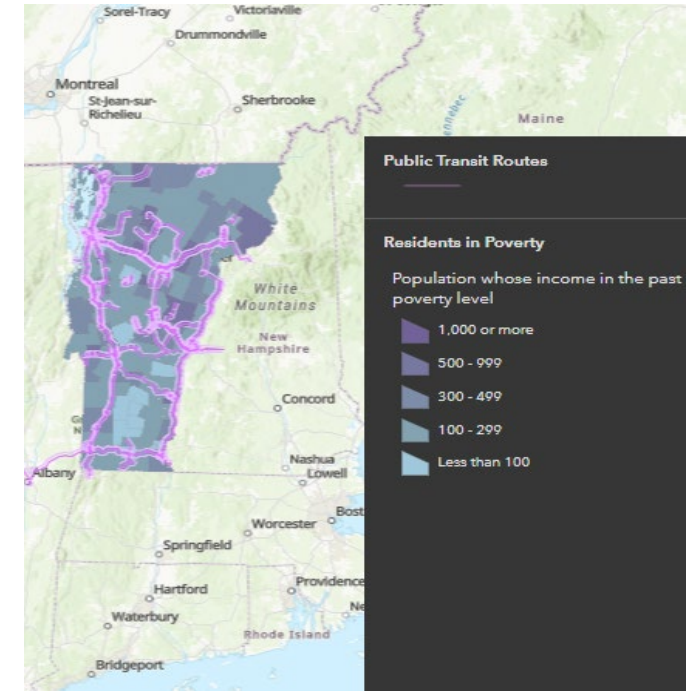 Sorel-Tracy
Victoriaville
Drummondville
Montreal
St-Jean-sur-
Richelieu
Sherbrooke
Maine
White
Mountains
New
Hampshire
Concord
Albany
Nashua
Lowell
Worcester
Bost
Springfield
Hartford
Providence
Waterbury
Ne
Rhode Island
Bridgeport
Public Transit Routes
Residents in Poverty
Population whose income in the past
poverty level
1,000 or more
500 - 999
300 - 499
100 - 299
Less than 100